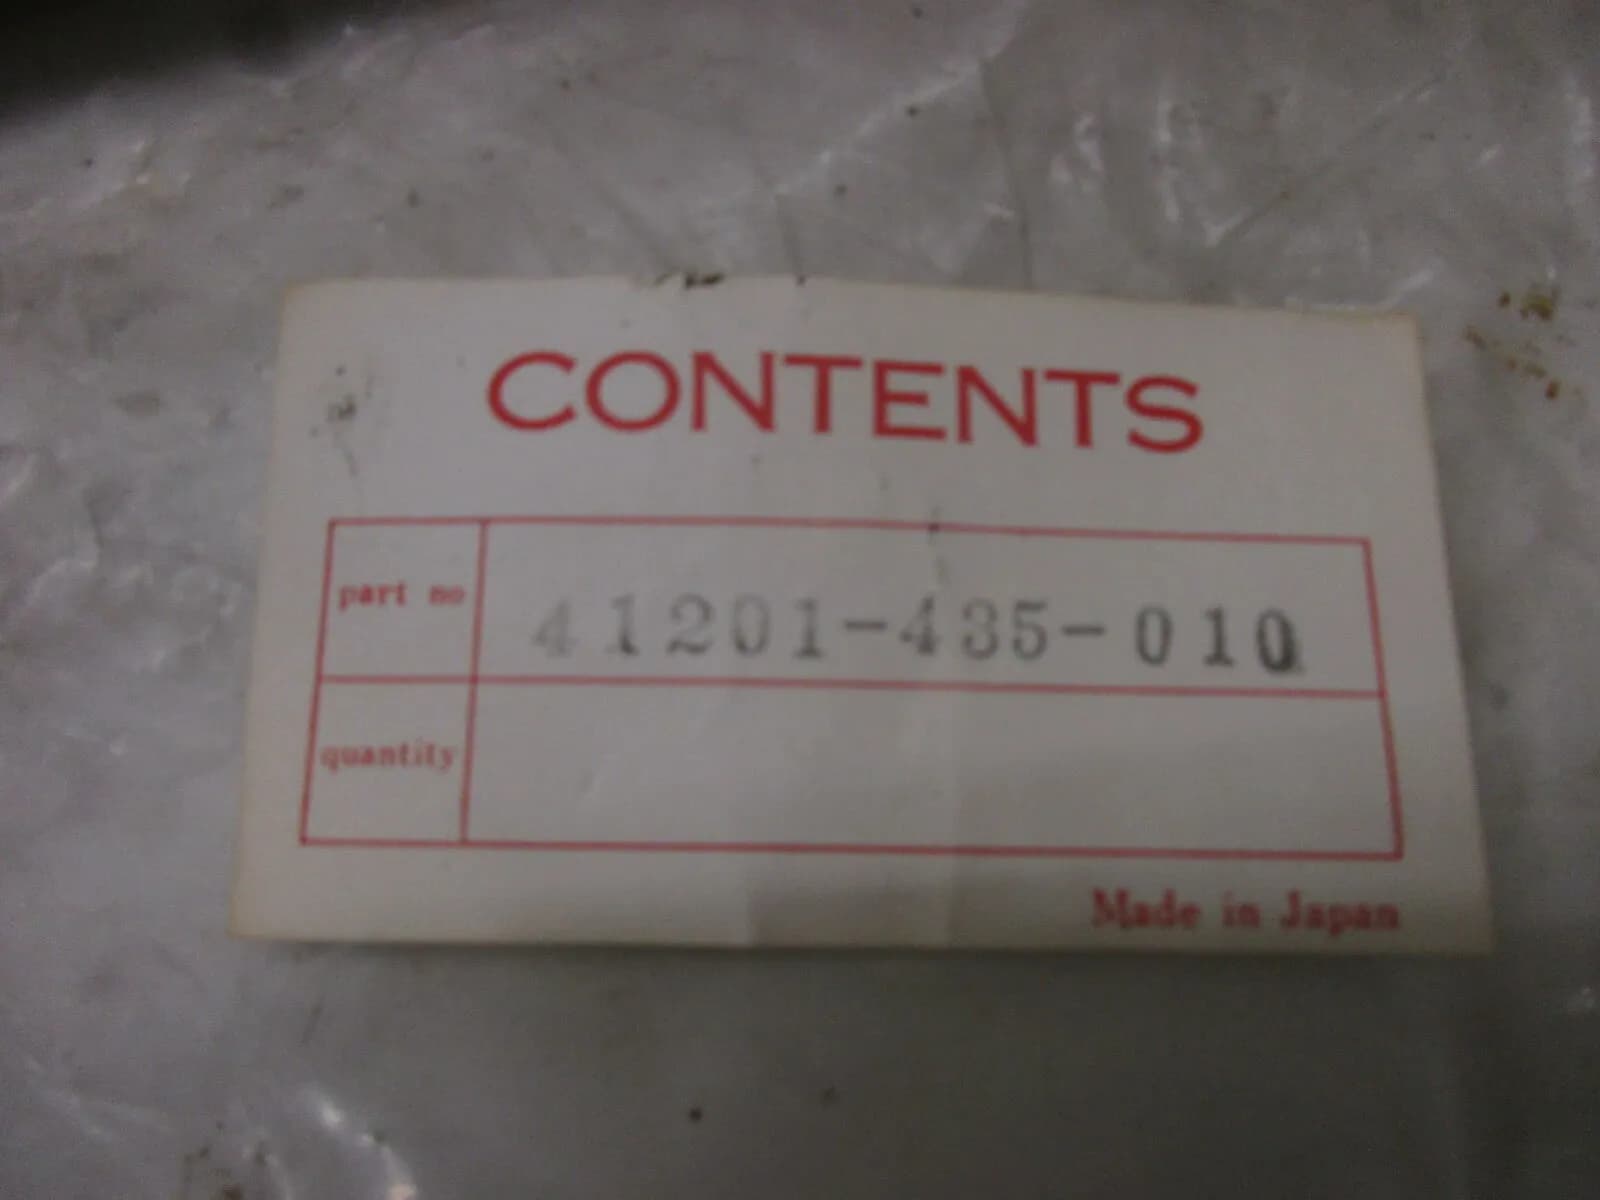 CONTENTS
part no 41201-435-010
quantity
Made in Japan